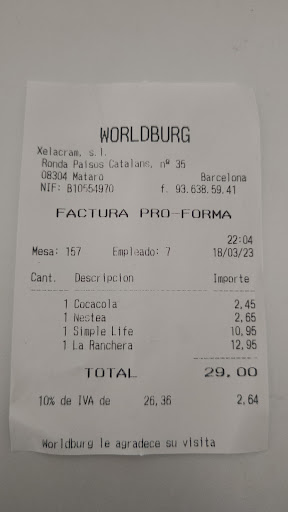 WORLDBURG
Xelacram, s.l.
Ronda Paisos Catalans, nº 35
08304 Mataró Barcelona
NIF: B10554970 f. 93.638.59.41
FACTURA PRO-FORMA
22:04
Mesa: 157 Empleado: 7 18/03/23
Cant. Descripcion Importe
1 Cocacola 2,45
1 Nestea 2,65
1 Simple Life 10,95
1 La Ranchera 12,95
TOTAL 29,00
10% de IVA de 26,36 2,64
Worldburg le agradece su visita